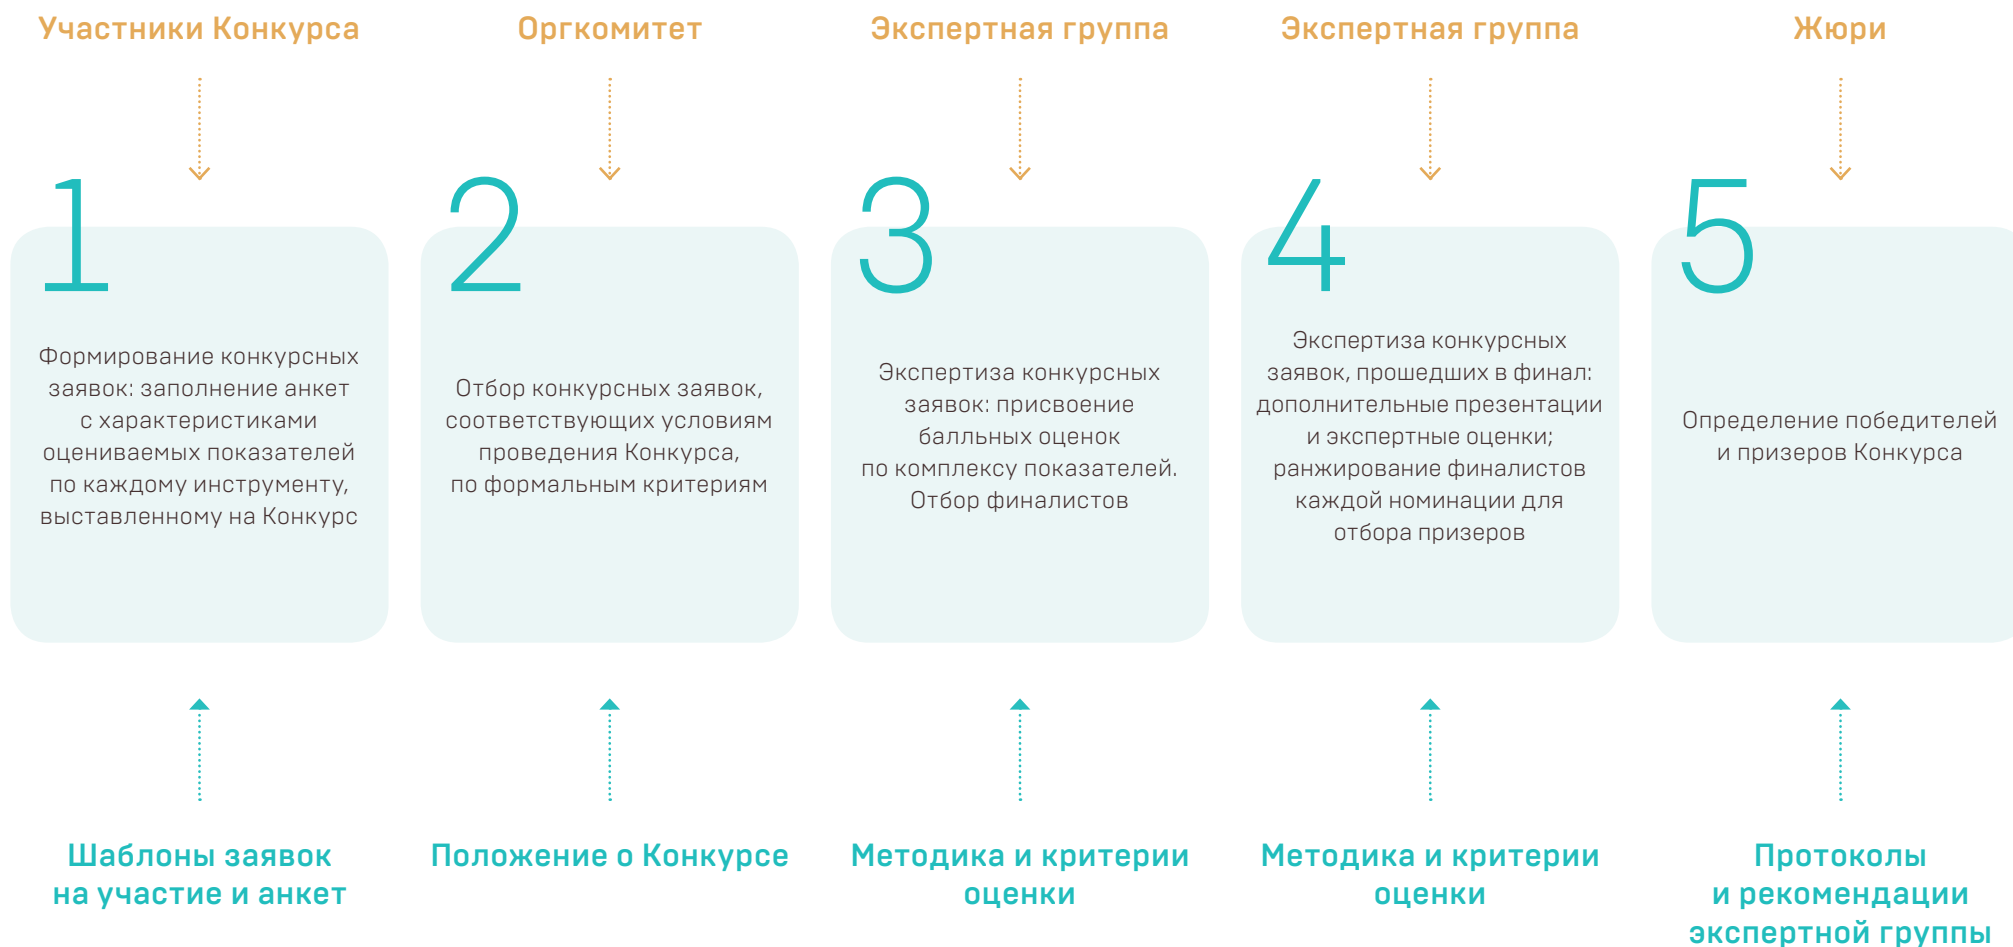 Участники Конкурса
Оргкомитет
Экспертная группа
Экспертная группа
Жюри
1
Формирование конкурсных
заявок: заполнение анкет
с характеристиками
оцениваемых показателей
по каждому инструменту,
выставленному на Конкурс
2
Отбор конкурсных заявок,
соответствующих условиям
проведения Конкурса,
по формальным критериям
3
Экспертиза конкурсных
заявок: присвоение
балльных оценок
по комплексу показателей.
Отбор финалистов
4
Экспертиза конкурсных
заявок, прошедших в финал:
дополнительные презентации
и экспертные оценки;
ранжирование финалистов
каждой номинации для
отбора призеров
5
Определение победителей
и призеров Конкурса
Шаблоны заявок
на участие и анкет
Положение о Конкурсе
Методика и критерии
оценки
Методика и критерии
оценки
Протоколы
и рекомендации
экспертной группы